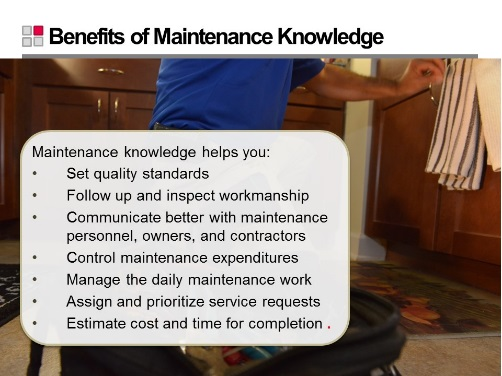 Benefits of Maintenance Knowledge
Maintenance knowledge helps you:
• Set quality standards
• Follow up and inspect workmanship
• Communicate better with maintenance
personnel, owners, and contractors
• Control maintenance expenditures
• Manage the daily maintenance work
• Assign and prioritize service requests
• Estimate cost and time for completion .